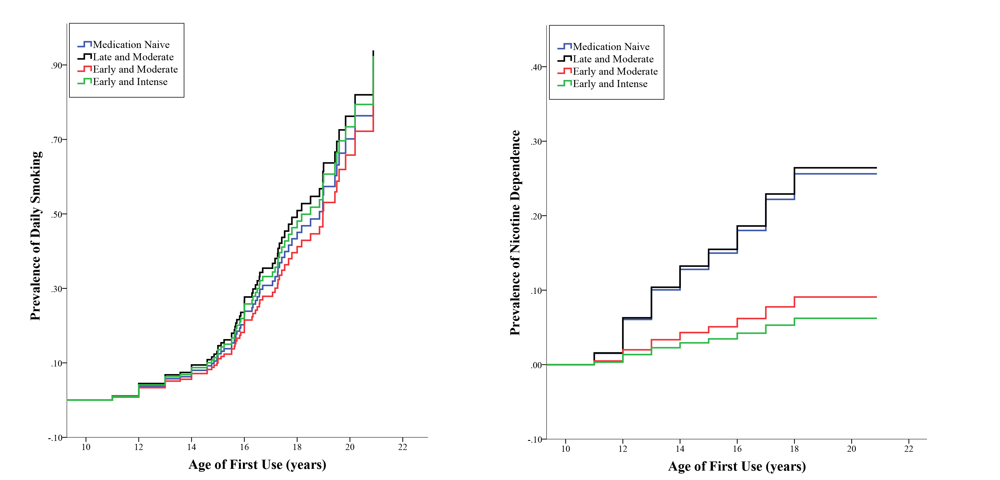 Medication Naive
Late and Moderate
Early and Moderate
Early and Intense
.90
.70
.50
.30
.10
-.10
Prevalence of Daily Smoking
10 12 14 16 18 20 22
Age of First Use (years)
Medication Naive
Late and Moderate
Early and Moderate
Early and Intense
.40
.30
.20
.10
.00
-.10
Prevalence of Nicotine Dependence
10 12 14 16 18 20 22
Age of First Use (years)